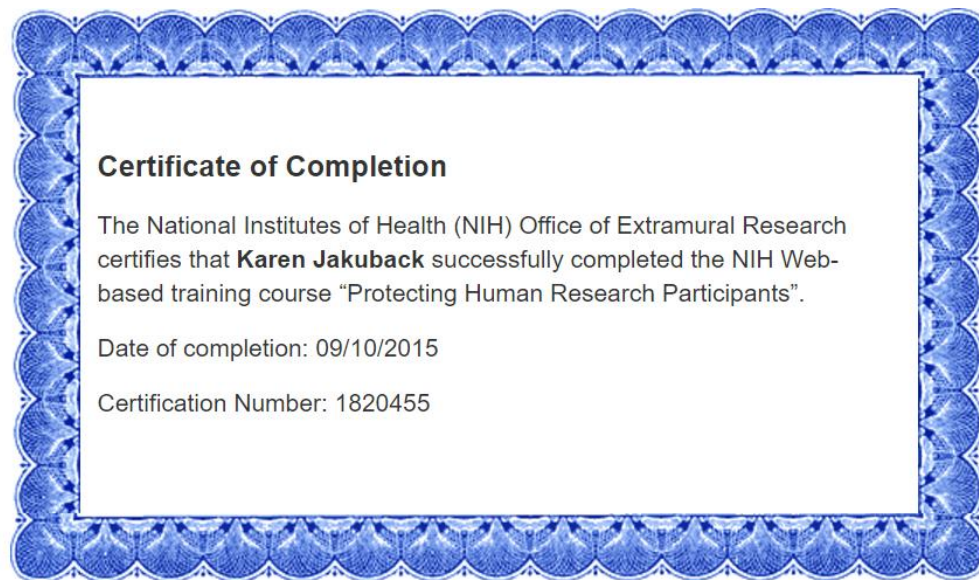 Certificate of Completion
The National Institutes of Health (NIH) Office of Extramural Research
certifies that Karen Jakuback successfully completed the NIH Web-
based training course “Protecting Human Research Participants”.
Date of completion: 09/10/2015
Certification Number: 1820455